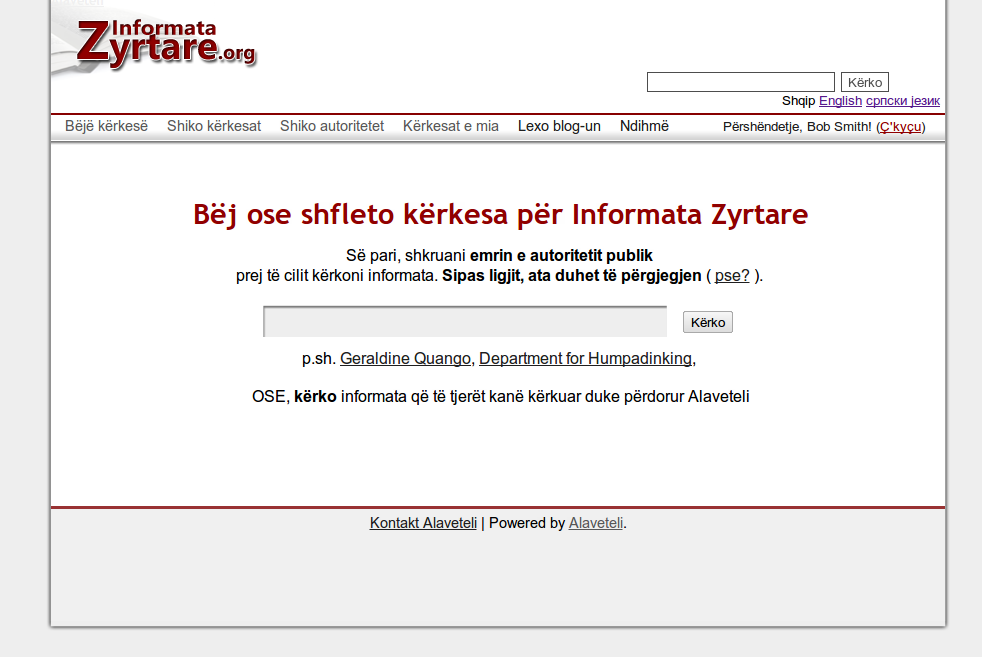 Informata
Zyrtare.org
Kërko
Shqip English српски језик
Bëjë kërkesë Shiko kërkesat Shiko autoritetet Kërkesat e mia Lexo blog-un Ndihmë Përshëndetje, Bob Smith! (Ç'kyçu)
Bëj ose shfleto kërkesa për Informata Zyrtare
Së pari, shkruani emrin e autoritetit publik
prej të cilit kërkoni informata. Sipas ligjit, ata duhet të përgjegjen ( pse? ).
Kërko
p.sh. Geraldine Quango, Department for Humpadinking,
OSE, kërko informata që të tjerët kanë kërkuar duke përdorur Alaveteli
Kontakt Alaveteli | Powered by Alaveteli.